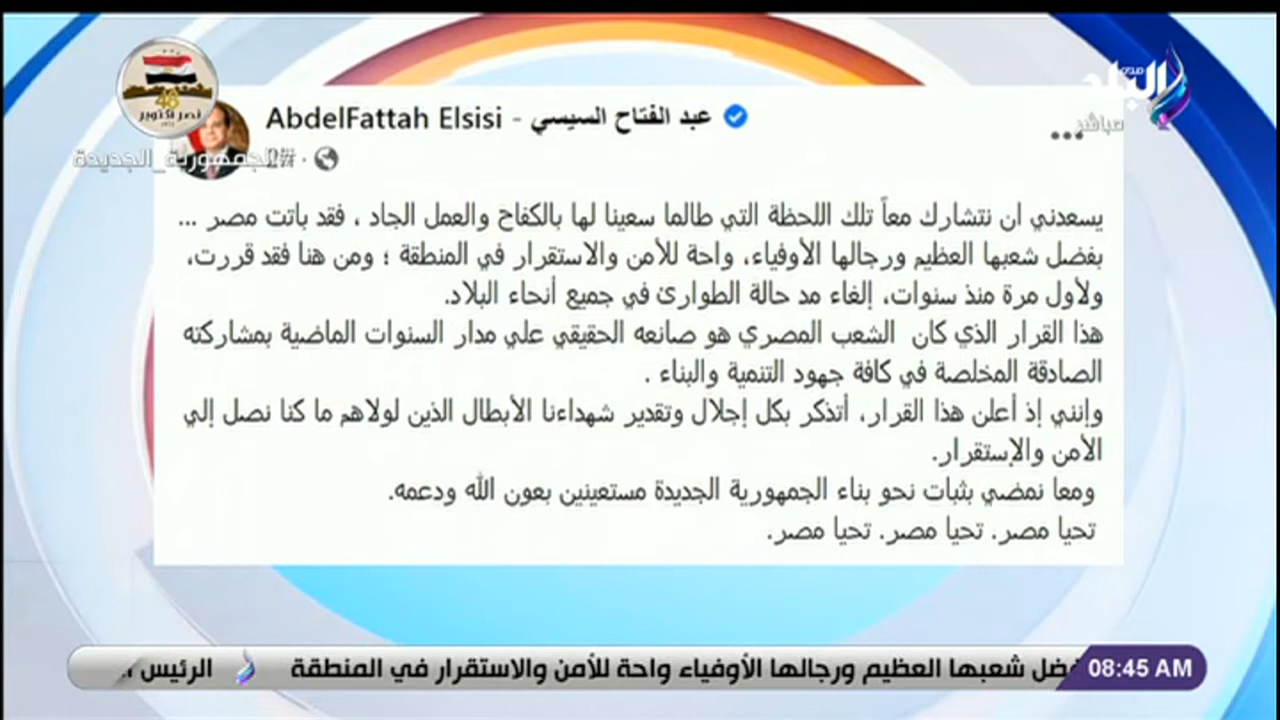 48
نصر أكتوبر
صدى
البلد
مباشر
الجمهورية_الجديدة
AbdelFattah Elsisi - عبد الفتاح السيسي
يسعدني ان نتشارك معاً تلك اللحظة التي طالما سعينا لها بالكفاح والعمل الجاد ، فقد باتت مصر ...
بفضل شعبها العظيم ورجالها الأوفياء، واحة للأمن والاستقرار في المنطقة ؛ ومن هنا فقد قررت،
ولأول مرة منذ سنوات، إلغاء مد حالة الطوارئ في جميع أنحاء البلاد.
هذا القرار الذي كان الشعب المصري هو صانعه الحقيقي علي مدار السنوات الماضية بمشاركته
الصادقة المخلصة في كافة جهود التنمية والبناء .
وإنني إذ أعلن هذا القرار، أتذكر بكل إجلال وتقدير شهداءنا الأبطال الذين لولاهم ما كنا نصل إلي
الأمن والإستقرار.
ومعا نمضي بثبات نحو بناء الجمهورية الجديدة مستعينين بعون الله ودعمه.
تحيا مصر. تحيا مصر. تحيا مصر.
شعبها العظيم ورجالها الأوفياء واحة للأمن والاستقرار في المنطقة الرئيس
08:45 AM